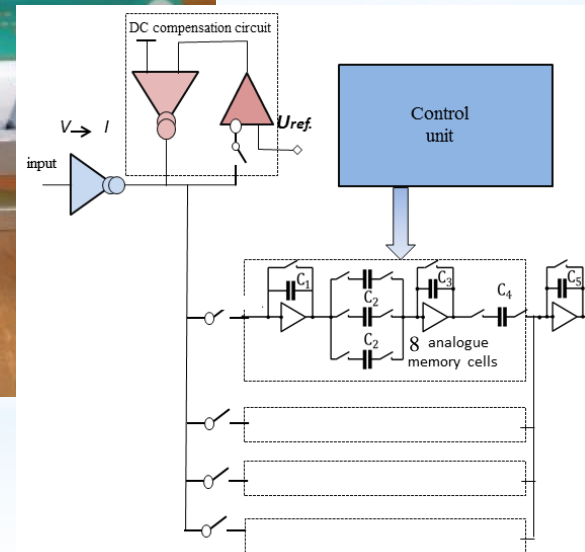 DC compensation circuit
V→ I
Uref.
input
Control
unit
C1
C2
C2
C3
C4
C5
8 analogue
memory cells